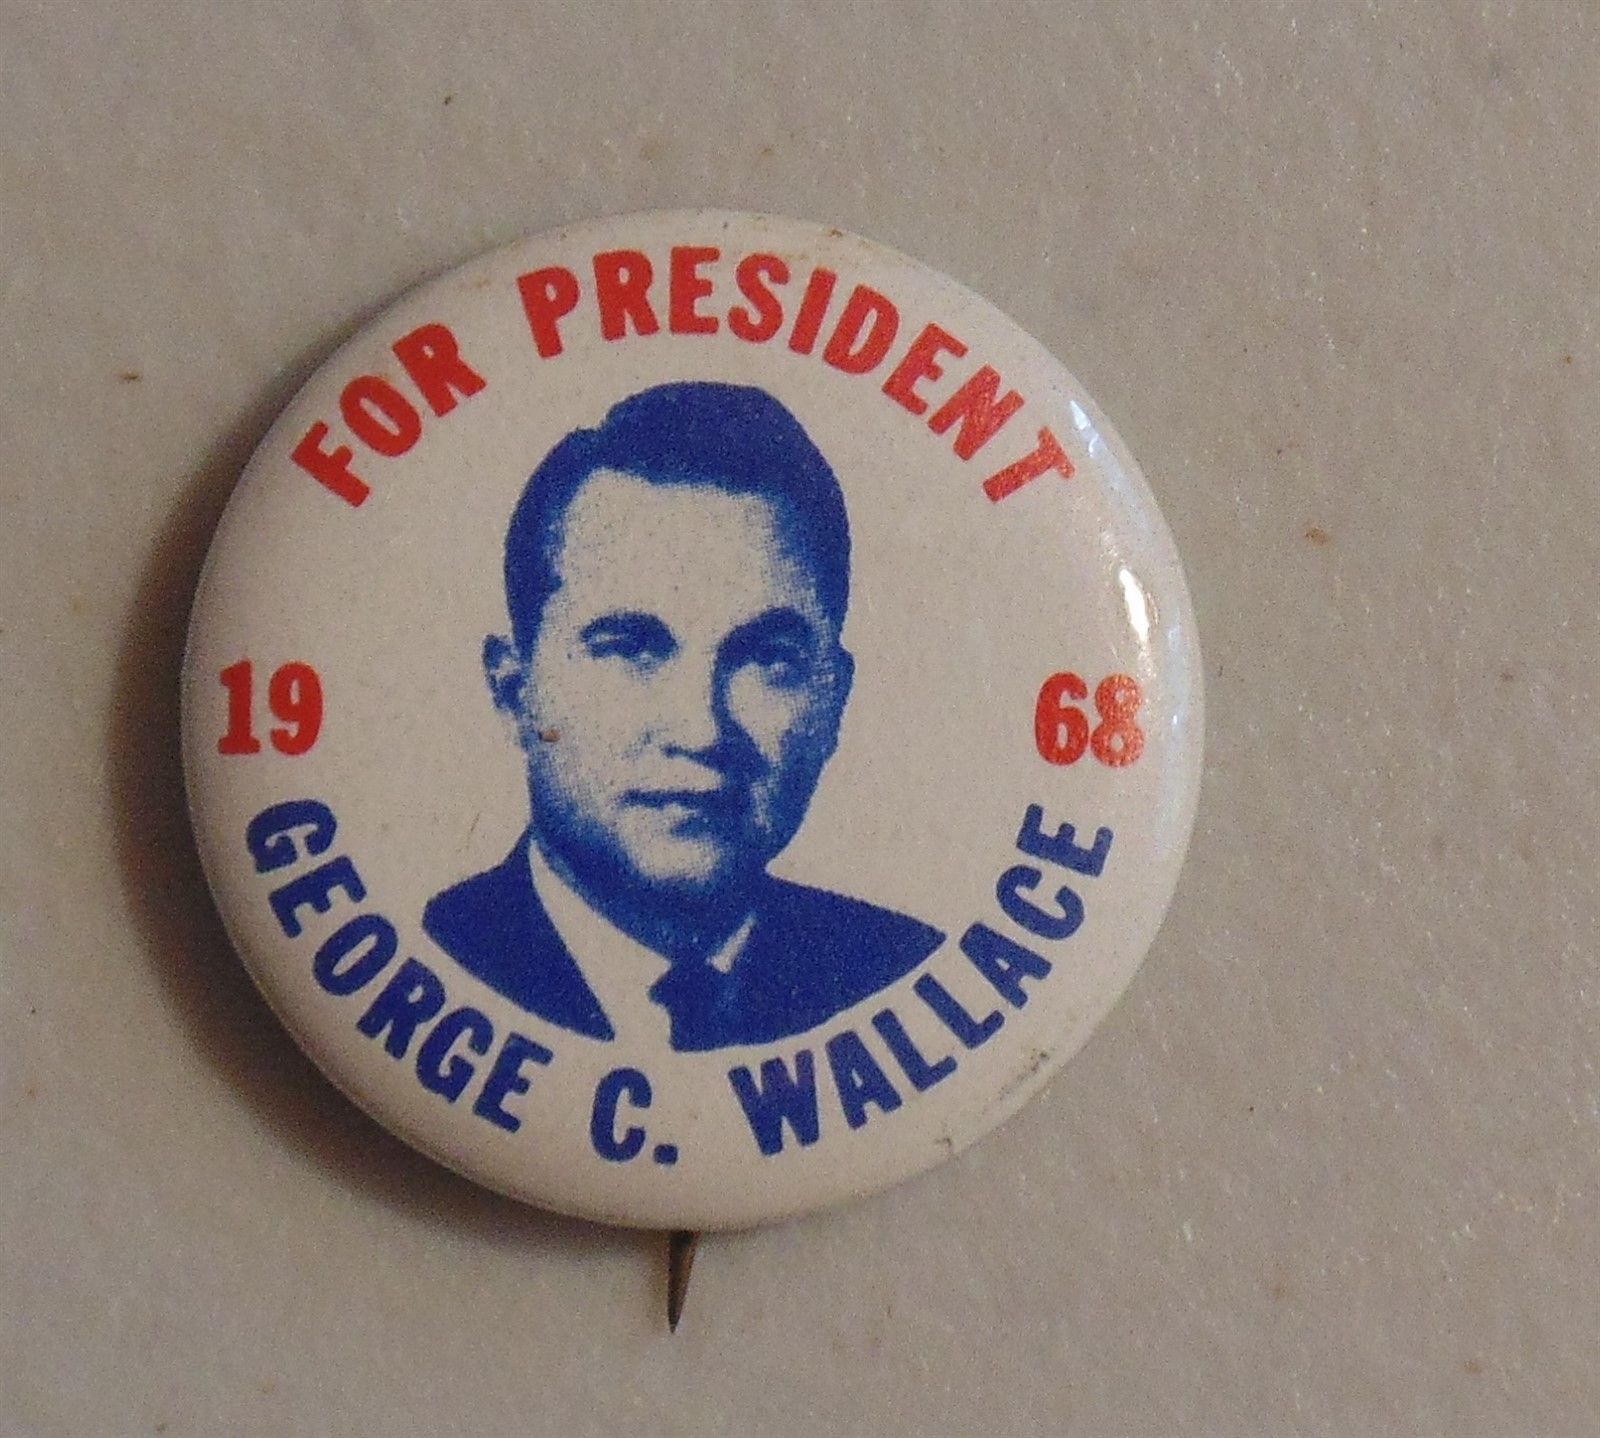 FOR PRESIDENT
19 68
GEORGE C. WALLACE